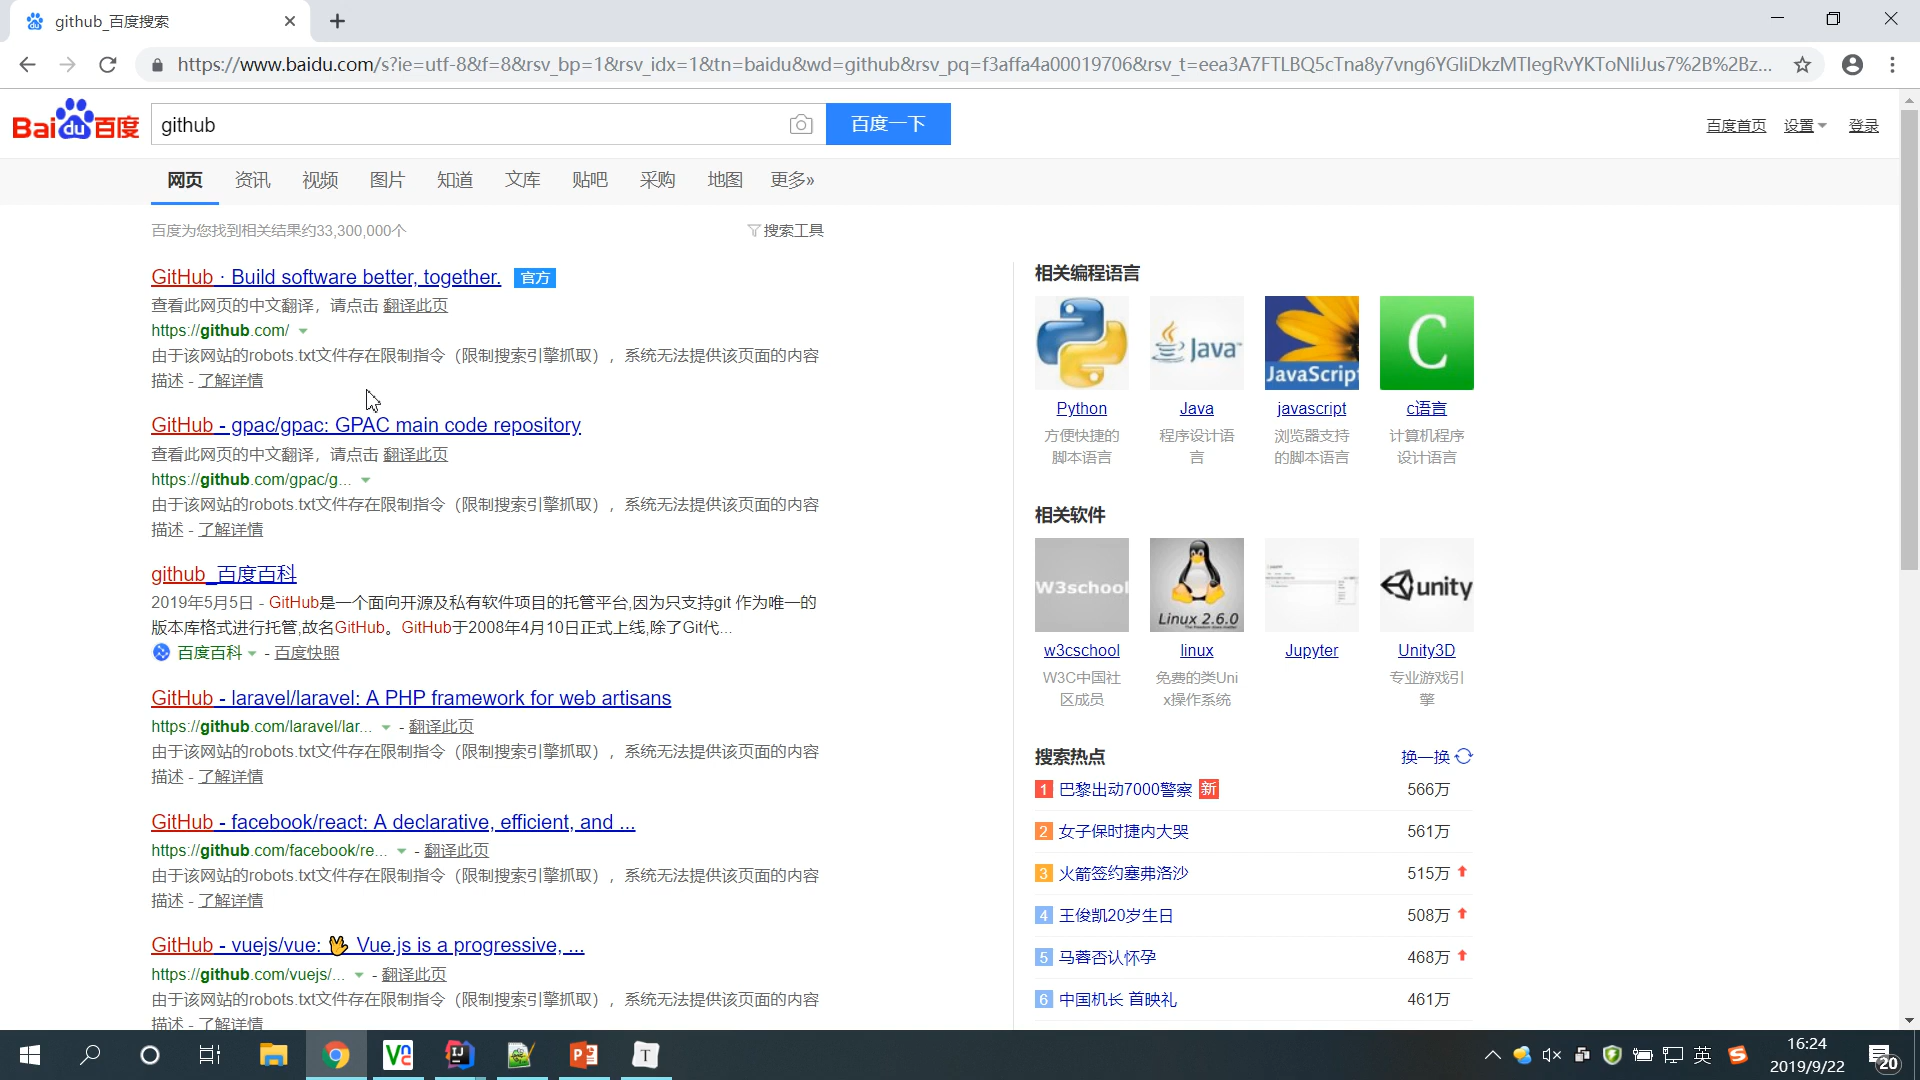 github_百度搜索
https://www.baidu.com/s?ie=utf-8&f=8&rsv_bp=1&rsv_idx=1&tn=baidu&wd=github&rsv_pq=f3affa4a00019706&rsv_t=eea3A7FTLBQ5cTna8y7vng6YGliDkzMTlegRvYKToNliJus7%2B%2Bz...
Bai du 百度
github
百度一下
百度首页 设置 登录
网页 资讯 视频 图片 知道 文库 贴吧 采购 地图 更多»
百度为您找到相关结果约33,300,000个
搜索工具
GitHub · Build software better, together. 官方
查看此网页的中文翻译，请点击 翻译此页
https://github.com/
由于该网站的robots.txt文件存在限制指令（限制搜索引擎抓取），系统无法提供该页面的内容
描述 - 了解详情
GitHub - gpac/gpac: GPAC main code repository
查看此网页的中文翻译，请点击 翻译此页
https://github.com/gpac/g...
由于该网站的robots.txt文件存在限制指令（限制搜索引擎抓取），系统无法提供该页面的内容
描述 - 了解详情
github_百度百科
2019年5月5日 - GitHub是一个面向开源及私有软件项目的托管平台,因为只支持git 作为唯一的
版本库格式进行托管,故名GitHub。GitHub于2008年4月10日正式上线,除了Git代...
百度百科 - 百度快照
GitHub - laravel/laravel: A PHP framework for web artisans
https://github.com/laravel/lar... - 翻译此页
由于该网站的robots.txt文件存在限制指令（限制搜索引擎抓取），系统无法提供该页面的内容
描述 - 了解详情
GitHub - facebook/react: A declarative, efficient, and ...
https://github.com/facebook/re... - 翻译此页
由于该网站的robots.txt文件存在限制指令（限制搜索引擎抓取），系统无法提供该页面的内容
描述 - 了解详情
GitHub - vuejs/vue: 🖖 Vue.js is a progressive, ...
https://github.com/vuejs/... - 翻译此页
由于该网站的robots.txt文件存在限制指令（限制搜索引擎抓取），系统无法提供该页面的内容
描述 - 了解详情
相关编程语言
Java JavaScript C
Python Java javascript c语言
方便快捷的 程序设计语 浏览器支持 计算机程序
脚本语言 言 的脚本语言 设计语言
相关软件
W3school Linux 2.6.0 unity
w3cschool linux Jupyter Unity3D
W3C中国社 免费的类Uni 专业游戏引
区成员 x操作系统 擎
搜索热点 换一换
1 巴黎出动7000警察 新 566万
2 女子保时捷内大哭 561万
3 火箭签约塞弗洛沙 515万
4 王俊凯20岁生日 508万
5 马蓉否认怀孕 468万
6 中国机长 首映礼 461万
英
16:24
2019/9/22
20